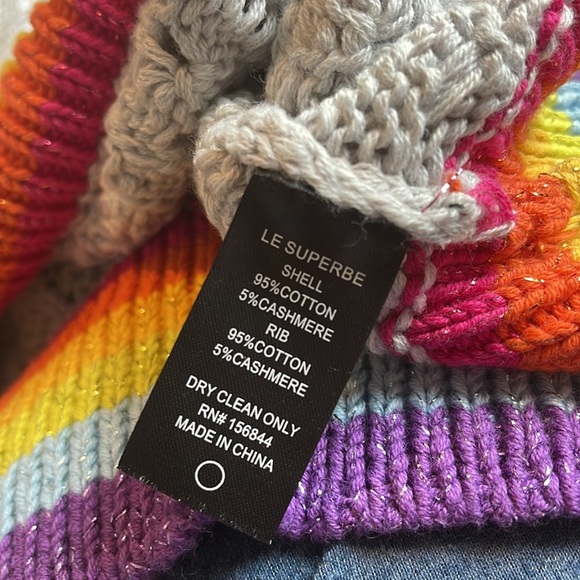 LE SUPERBE
SHELL
95%COTTON
5%CASHMERE
RIB
95%COTTON
5%CASHMERE
DRY CLEAN ONLY
RN# 156844
MADE IN CHINA